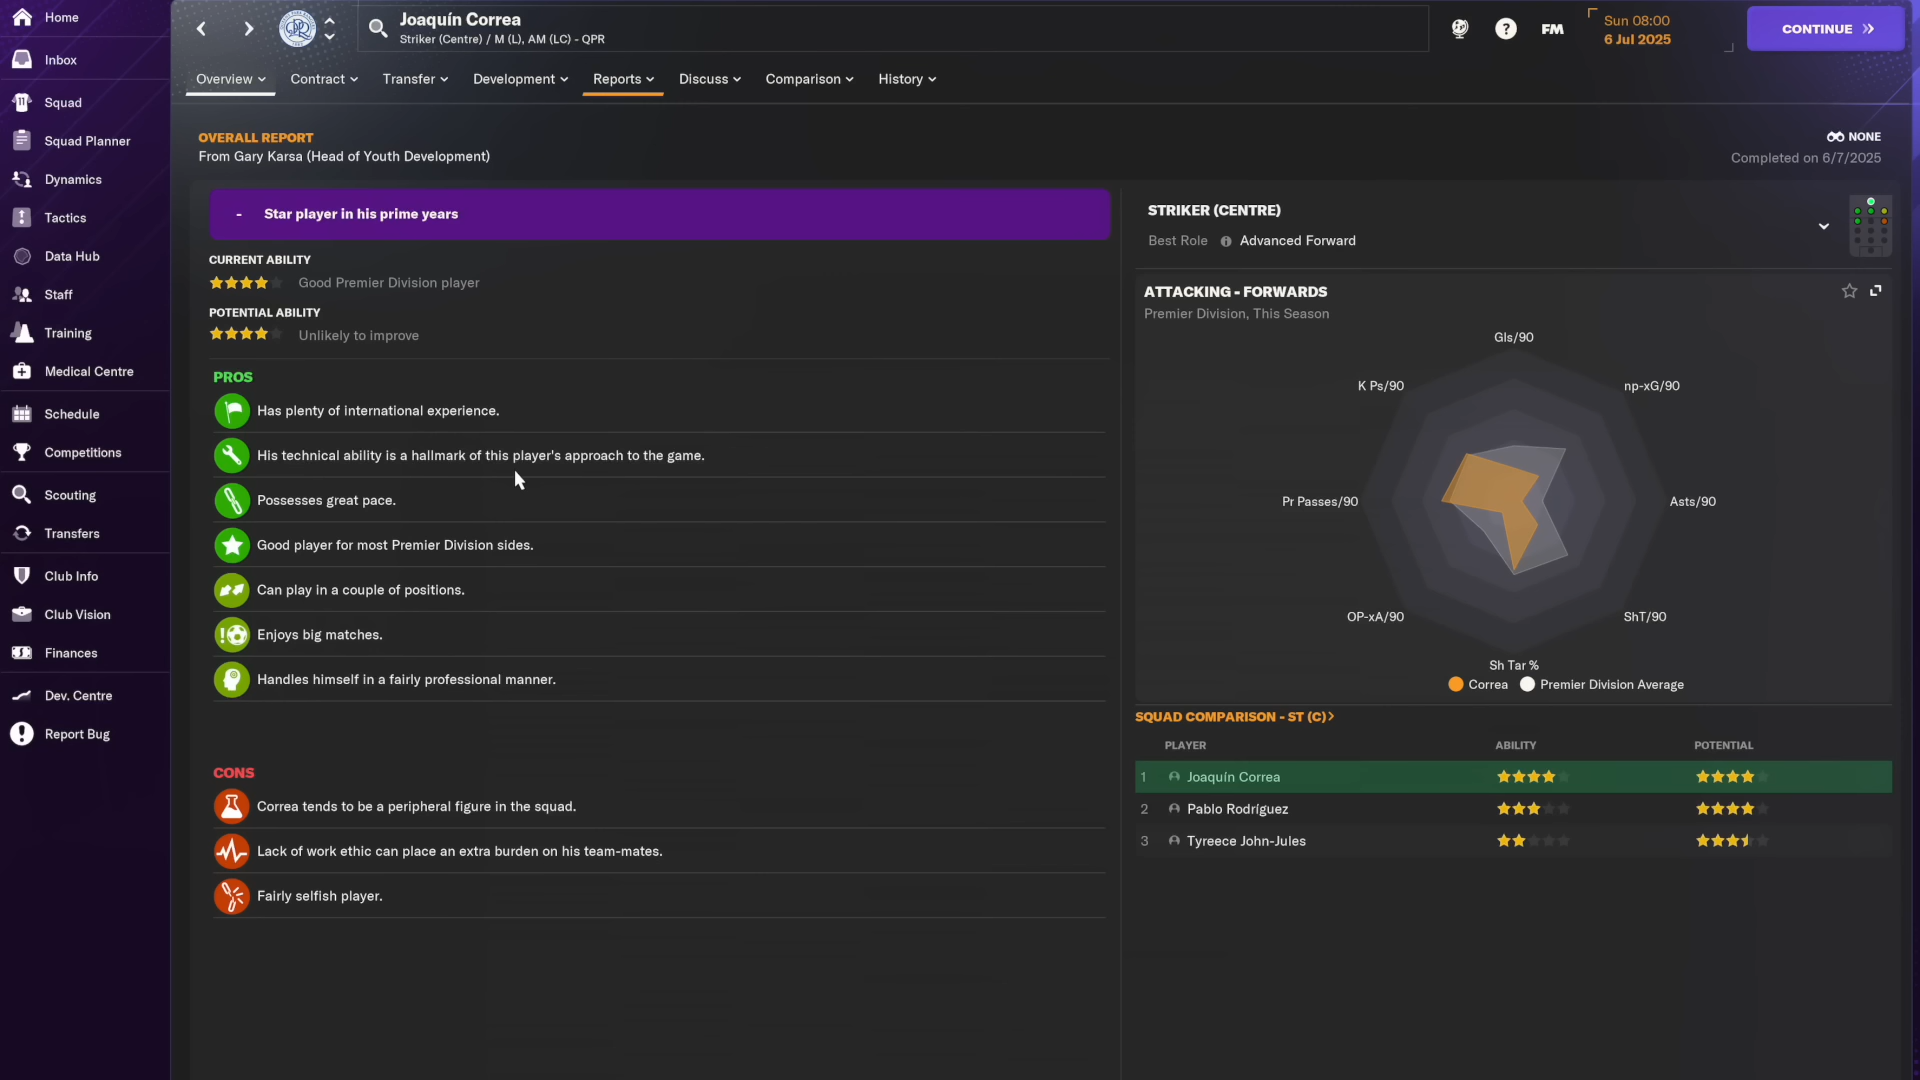 Home
Inbox
Squad
Squad Planner
Dynamics
Tactics
Data Hub
Staff
Training
Medical Centre
Schedule
Competitions
Scouting
Transfers
Club Info
Club Vision
Finances
Dev. Centre
Report Bug
Joaquín Correa
Striker (Centre) / M (L), AM (LC) - QPR
FM
Sun 08:00
6 Jul 2025
CONTINUE
Overview
Contract
Transfer
Development
Reports
Discuss
Comparison
History
OVERALL REPORT
From Gary Karsa (Head of Youth Development)
NONE
Completed on 6/7/2025
- Star player in his prime years
CURRENT ABILITY
Good Premier Division player
POTENTIAL ABILITY
Unlikely to improve
PROS
Has plenty of international experience.
His technical ability is a hallmark of this player's approach to the game.
Possesses great pace.
Good player for most Premier Division sides.
Can play in a couple of positions.
Enjoys big matches.
Handles himself in a fairly professional manner.
CONS
Correa tends to be a peripheral figure in the squad.
Lack of work ethic can place an extra burden on his team-mates.
Fairly selfish player.
STRIKER (CENTRE)
Best Role Advanced Forward
ATTACKING - FORWARDS
Premier Division, This Season
Gls/90
np-xG/90
Asts/90
ShT/90
Sh Tar %
OP-xA/90
Pr Passes/90
K Ps/90
Correa Premier Division Average
SQUAD COMPARISON - ST (C)>
PLAYER ABILITY POTENTIAL
1 Joaquín Correa
2 Pablo Rodríguez
3 Tyreece John-Jules